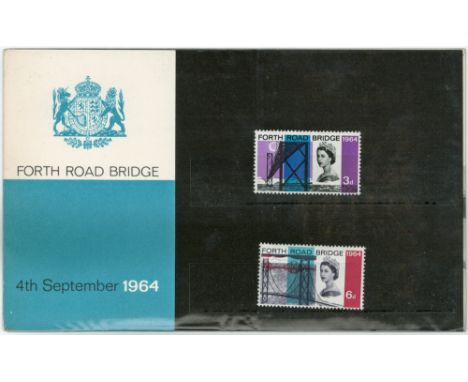 FORTH ROAD BRIDGE
4th September 1964
FORTH ROAD BRIDGE 1964
3d
FORTH ROAD BRIDGE 1964
6d